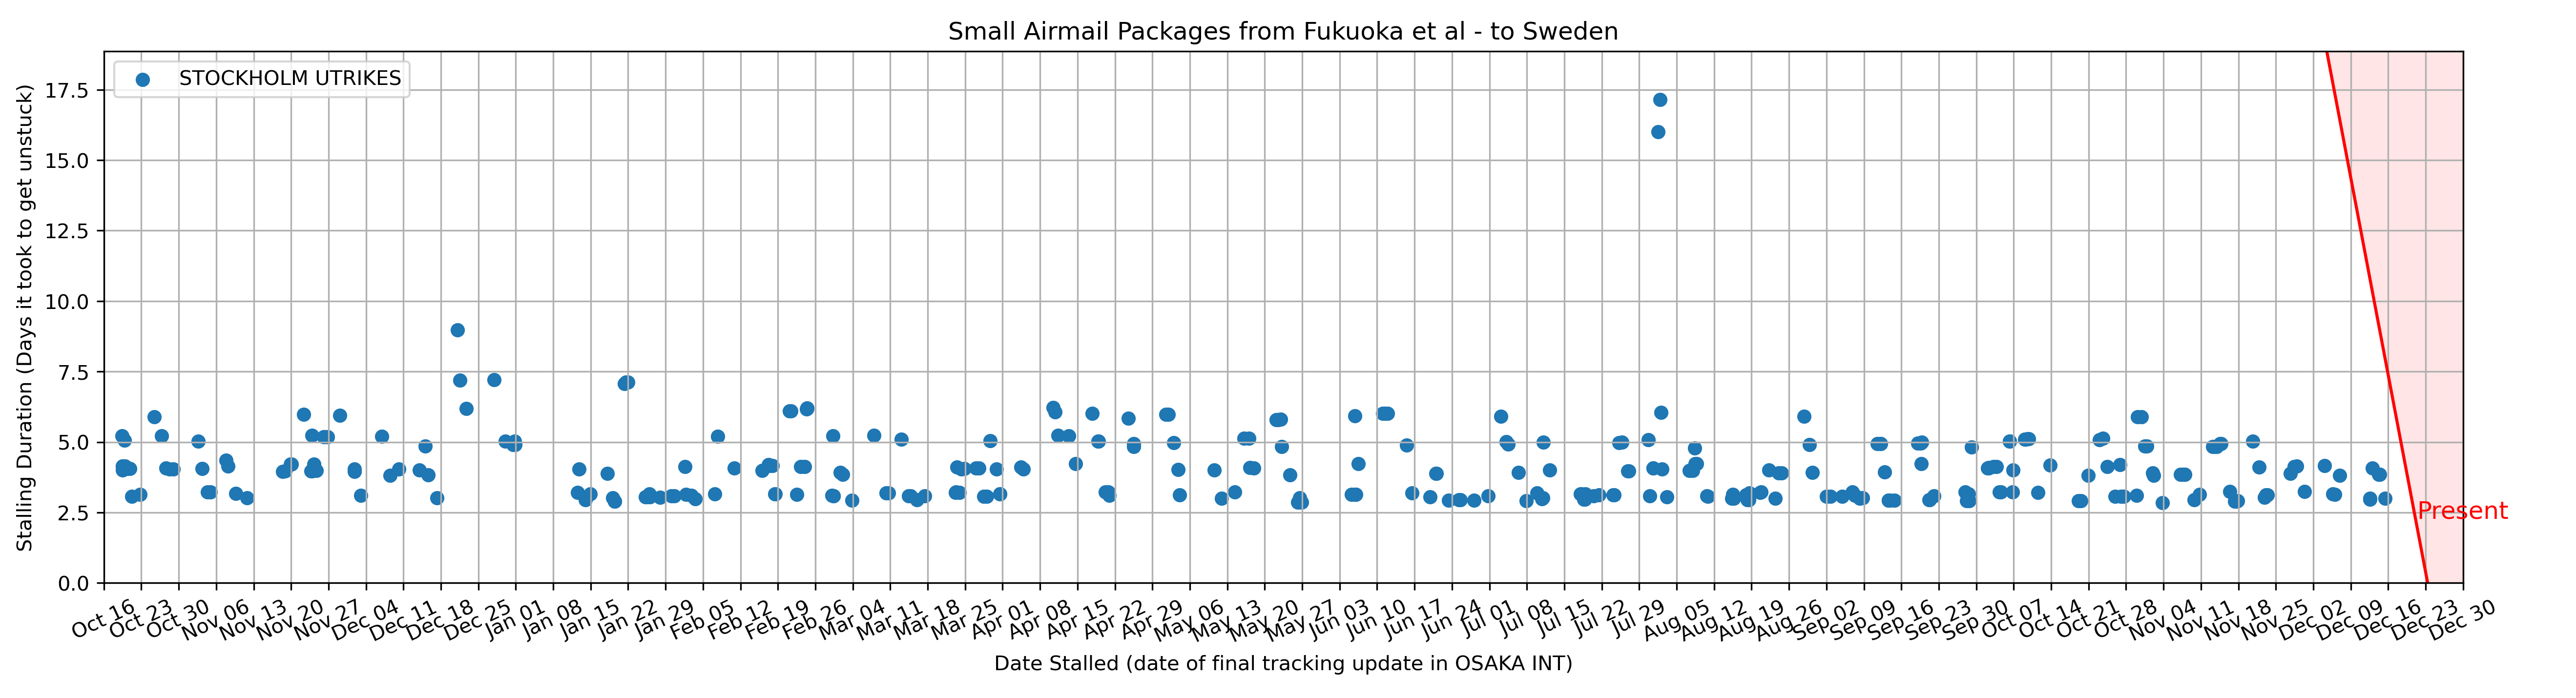 Small Airmail Packages from Fukuoka et al - to Sweden
STOCKHOLM UTRIKES
Stalling Duration (Days it took to get unstuck)
17.5
15.0
12.5
10.0
7.5
5.0
2.5
0.0
Present
Oct 16 Oct 23 Oct 30 Nov 06 Nov 13 Nov 20 Nov 27 Dec 04 Dec 11 Dec 18 Dec 25 Jan 01 Jan 08 Jan 15 Jan 22 Jan 29 Feb 05 Feb 12 Feb 19 Feb 26 Mar 04 Mar 11 Mar 18 Mar 25 Apr 01 Apr 08 Apr 15 Apr 22 Apr 29 May 06 May 13 May 20 May 27 Jun 03 Jun 10 Jun 17 Jun 24 Jul 01 Jul 08 Jul 15 Jul 22 Jul 29 Aug 05 Aug 12 Aug 19 Aug 26 Sep 02 Sep 09 Sep 16 Sep 23 Sep 30 Oct 07 Oct 14 Oct 21 Oct 28 Nov 04 Nov 11 Nov 18 Nov 25 Dec 02 Dec 09 Dec 16 Dec 23 Dec 30
Date Stalled (date of final tracking update in OSAKA INT)